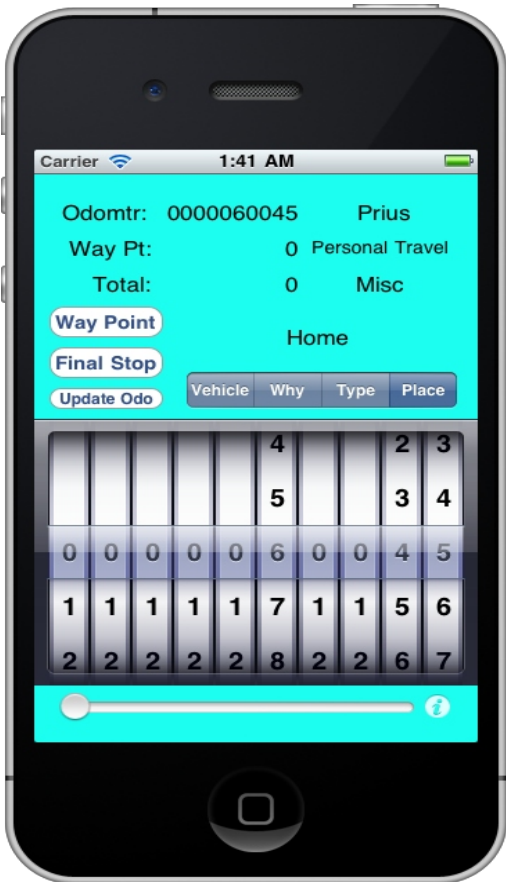 Carrier 1:41 AM
Odomtr: 0000060045 Prius
Way Pt: 0 Personal Travel
Total: 0 Misc
Way Point
Home
Final Stop
Update Odo
Vehicle Why Type Place
4 2 3
5 3 4
0 0 0 0 0 6 0 0 4 5
1 1 1 1 1 7 1 1 5 6
2 2 2 2 2 8 2 2 6 7
i